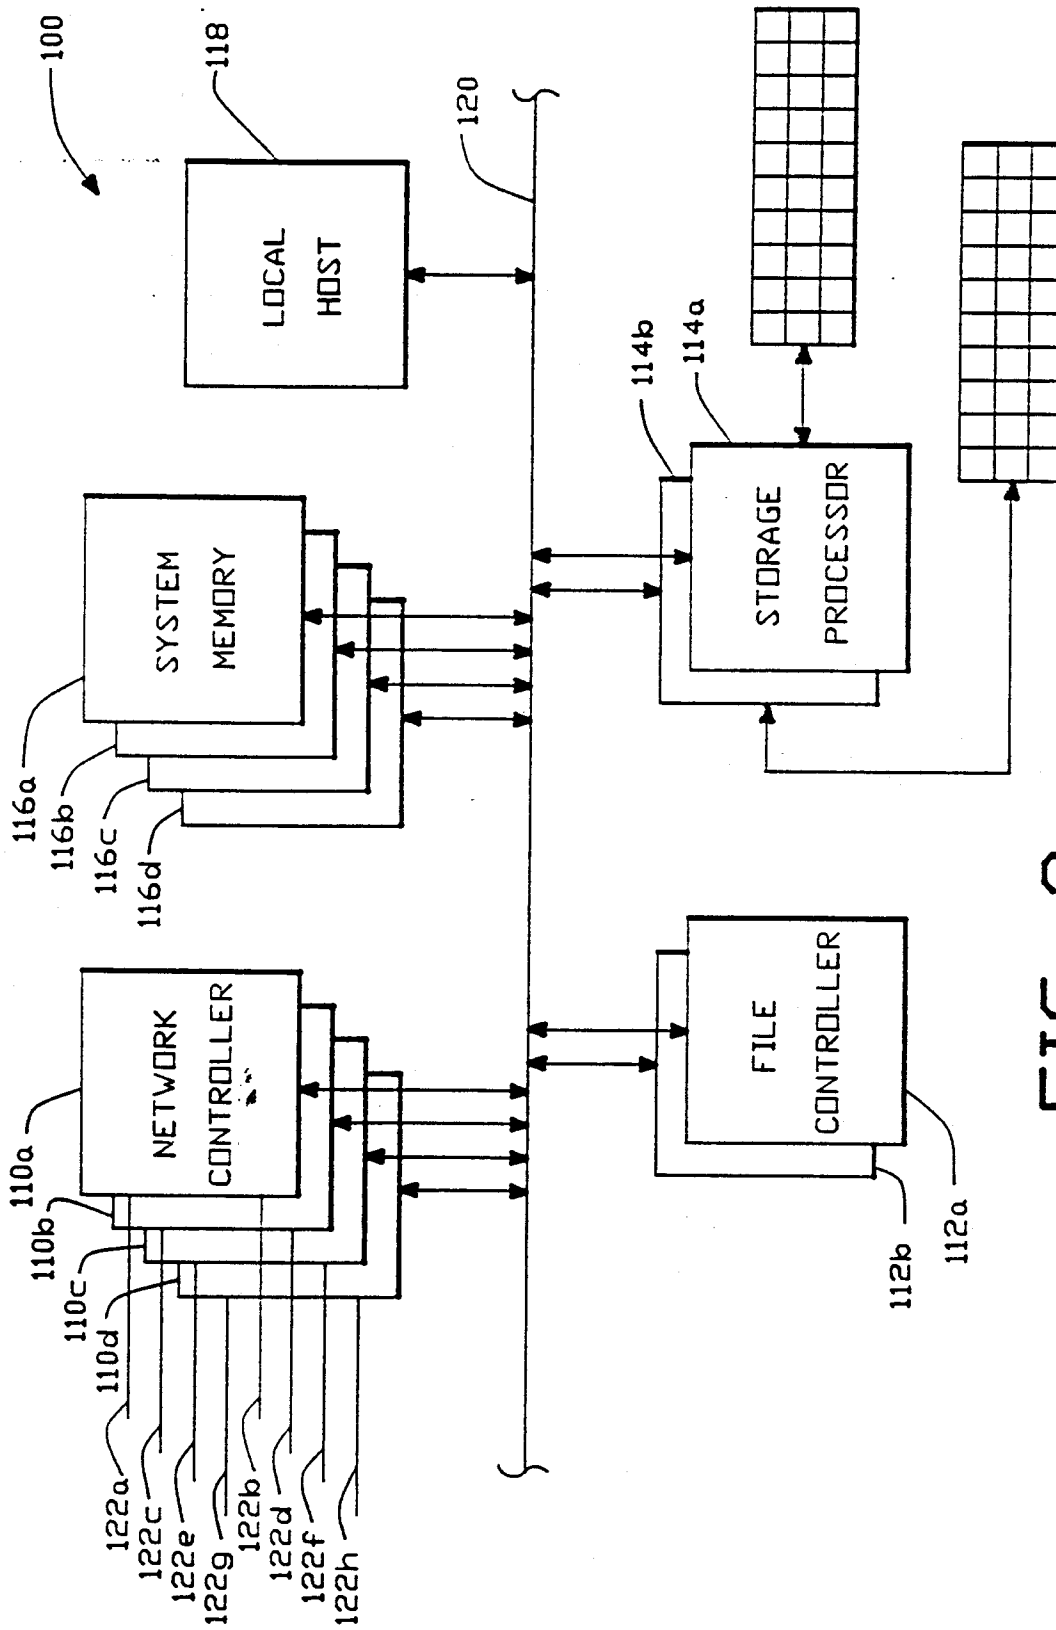 100
118
LOCAL
HOST
120
116a
116b
116c
116d
SYSTEM
MEMORY
110a
110b
110c
110d
NETWORK
CONTROLLER
122a
122c
122e
122g
122b
122d
122f
122h
114b
114a
STORAGE
PROCESSOR
FILE
CONTROLLER
112b
112a